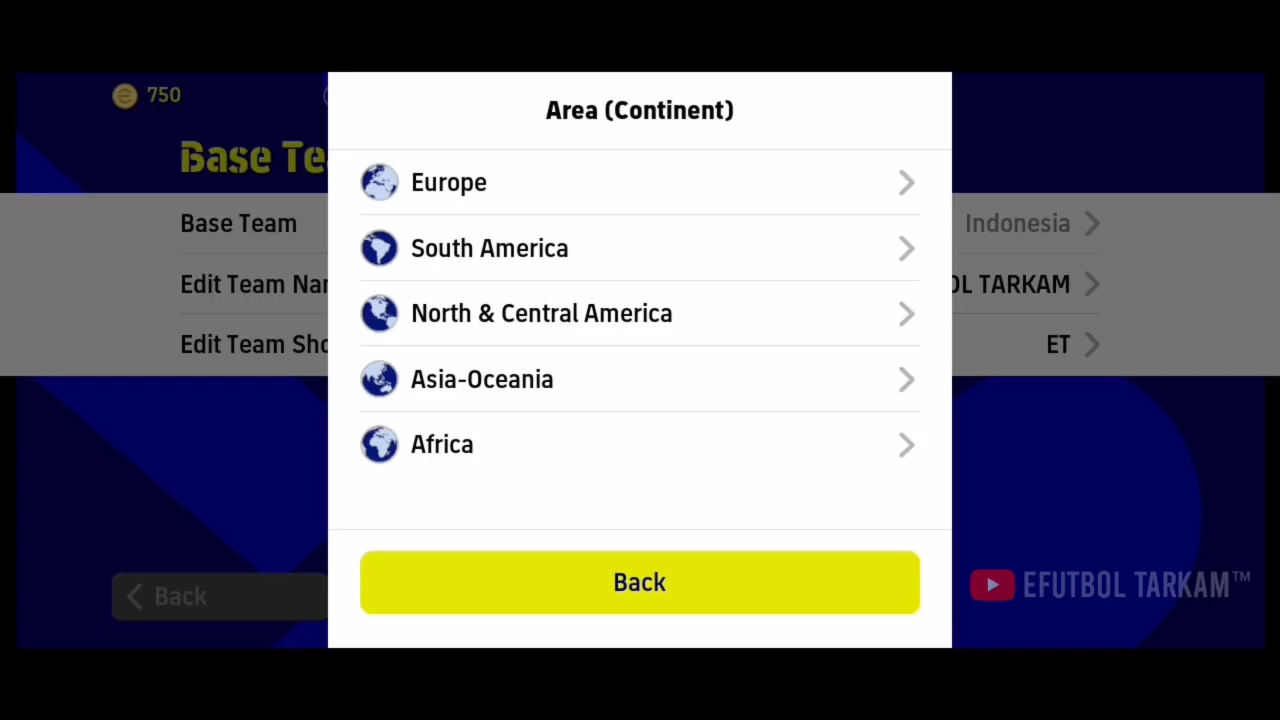 750
Area (Continent)
Base Te
Europe
Base Team
Indonesia
South America
Edit Team Nar
OL TARKAM
North & Central America
Edit Team Sho
ET
Asia-Oceania
Africa
Back
Back
EFUTBOL TARKAM™